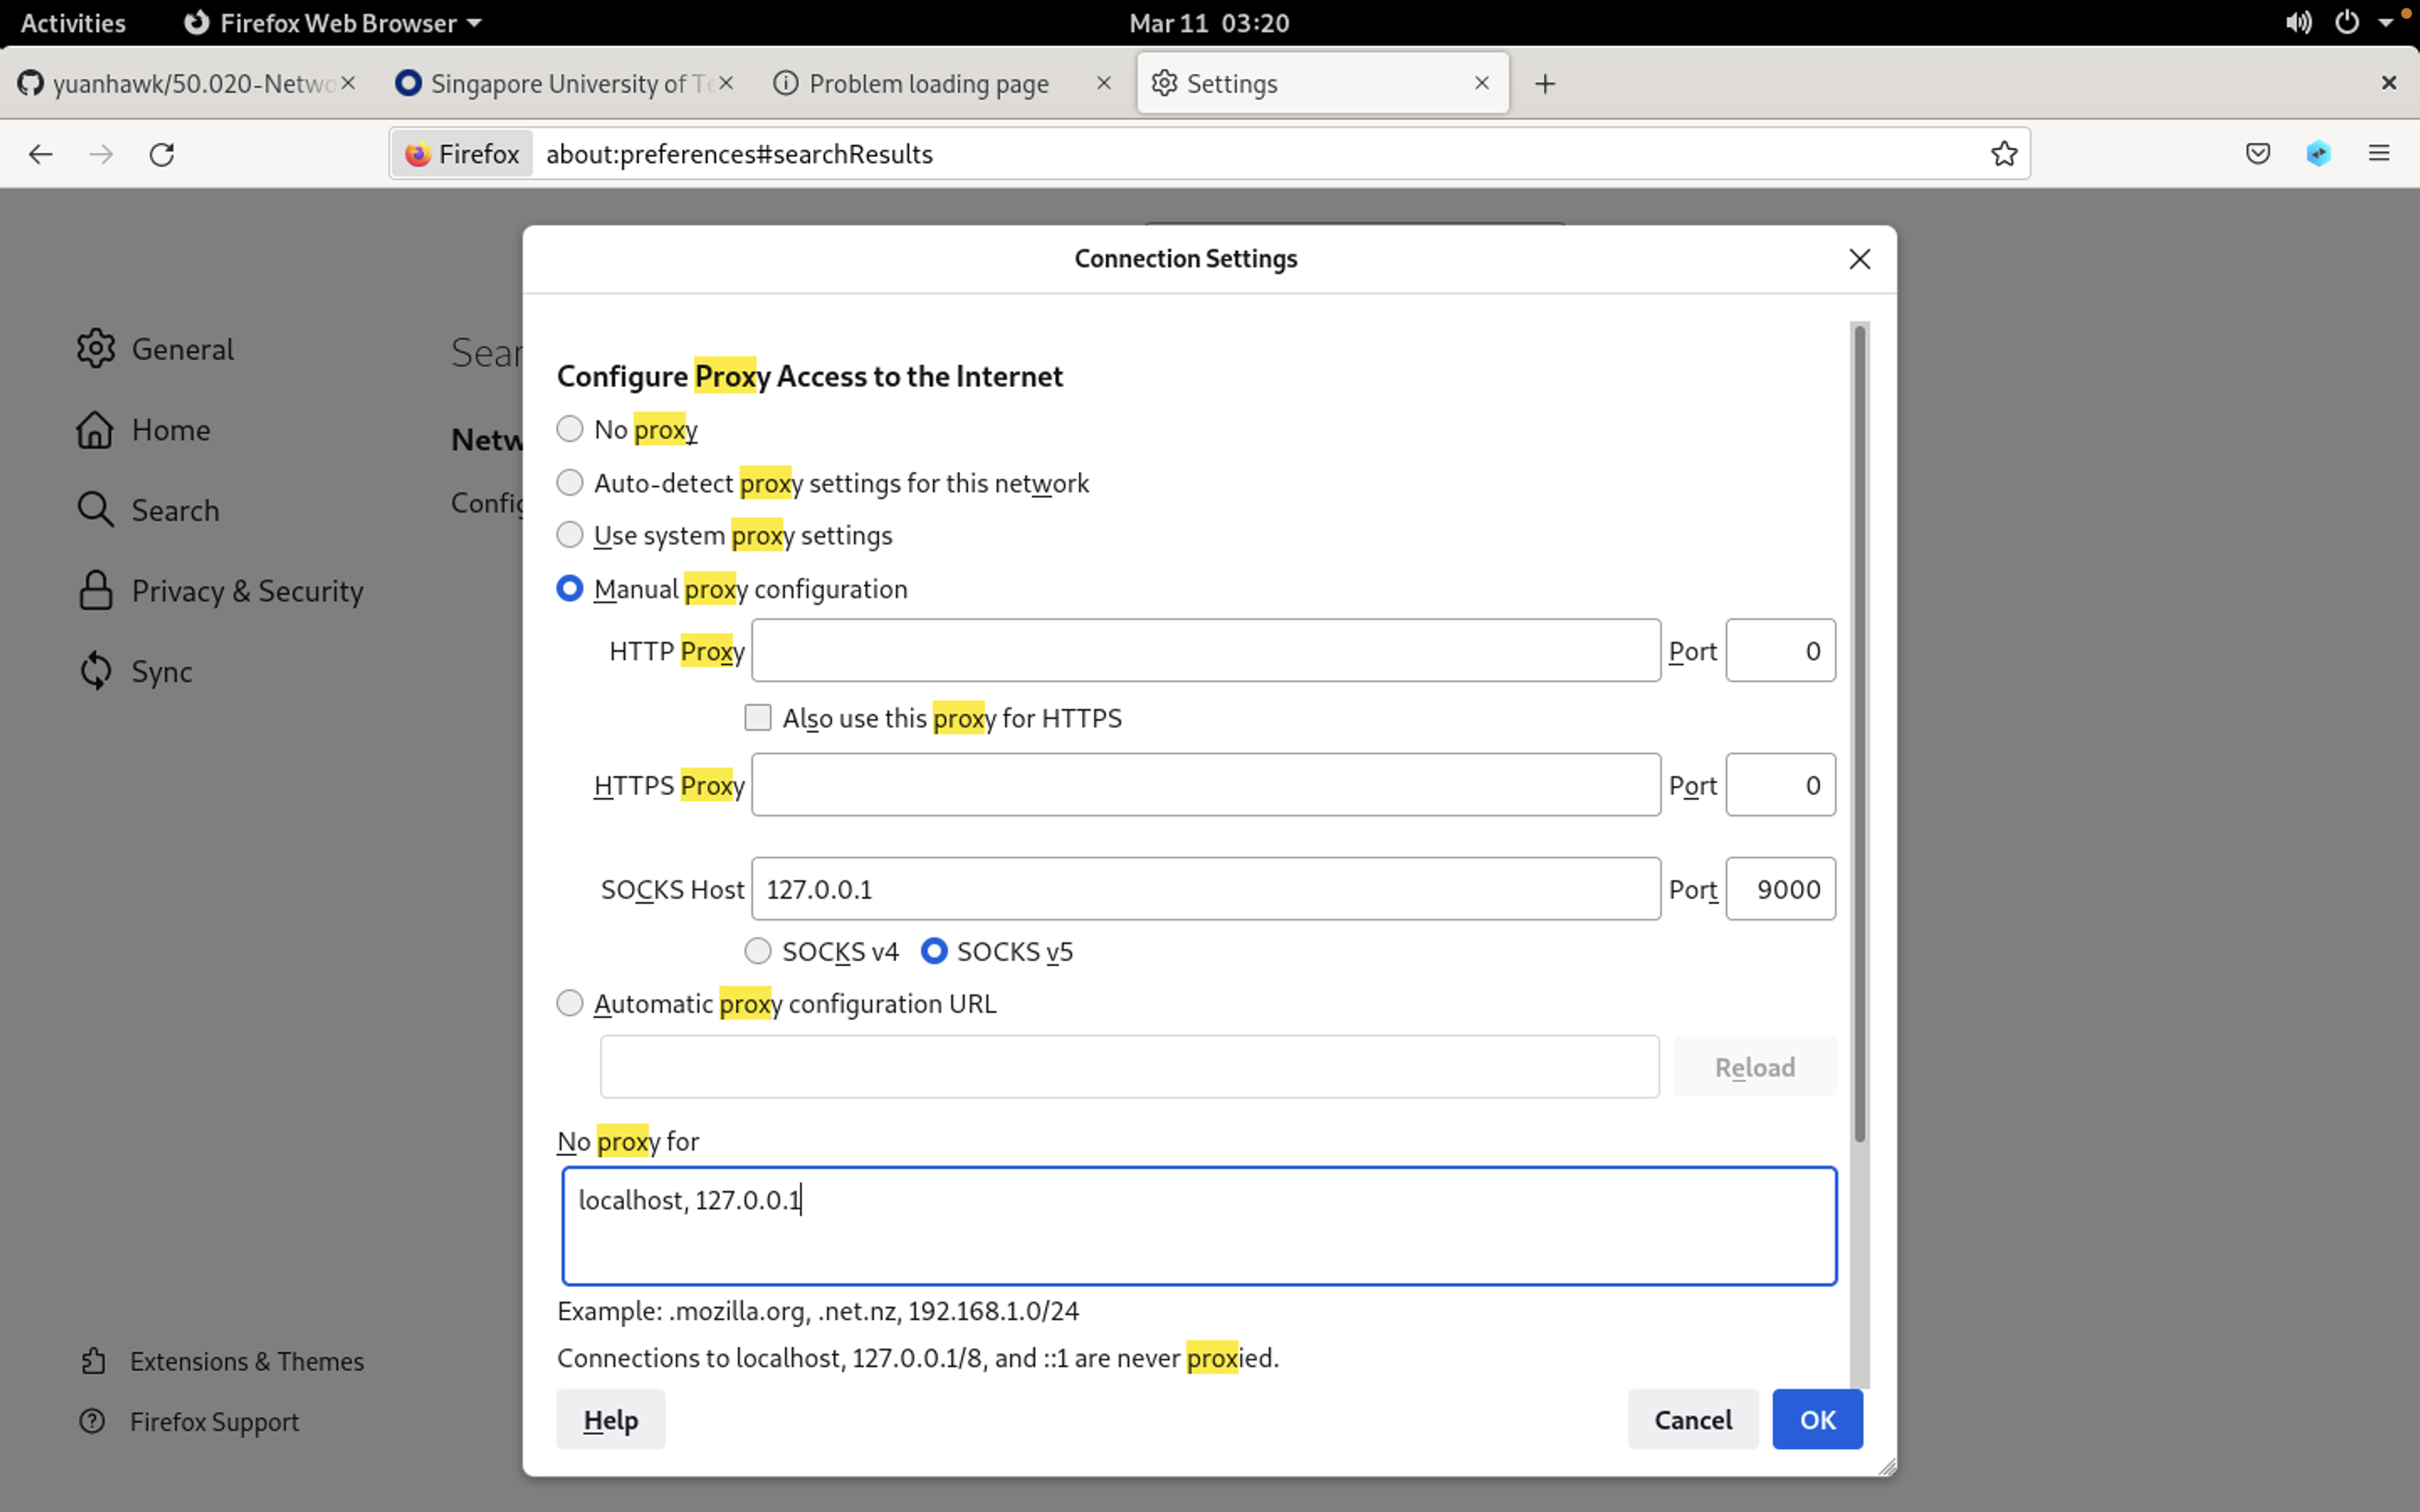 Activities Firefox Web Browser Mar 11 03:20
yuanhawk/50.020-Netwo Singapore University of Te Problem loading page Settings
Firefox about:preferences#searchResults
Connection Settings
General
Home
Search
Privacy & Security
Sync
Sear
Netw
Config
Configure Proxy Access to the Internet
No proxy
Auto-detect proxy settings for this network
Use system proxy settings
Manual proxy configuration
HTTP Proxy Port 0
Also use this proxy for HTTPS
HTTPS Proxy Port 0
SOCKS Host 127.0.0.1 Port 9000
SOCKS v4 SOCKS v5
Automatic proxy configuration URL
Reload
No proxy for
localhost, 127.0.0.1
Example: .mozilla.org, .net.nz, 192.168.1.0/24
Connections to localhost, 127.0.0.1/8, and ::1 are never proxied.
Extensions & Themes
Firefox Support
Help Cancel OK